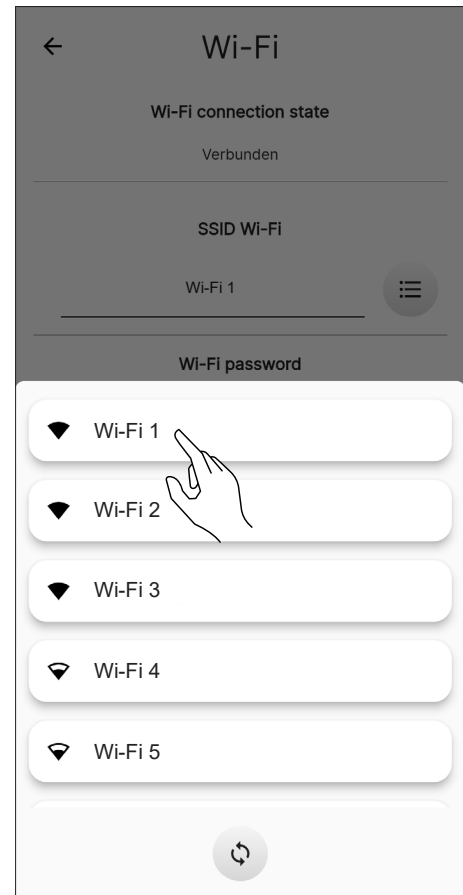 Wi-Fi
Wi-Fi connection state
Verbunden
SSID Wi-Fi
Wi-Fi 1
Wi-Fi password
Wi-Fi 1
Wi-Fi 2
Wi-Fi 3
Wi-Fi 4
Wi-Fi 5